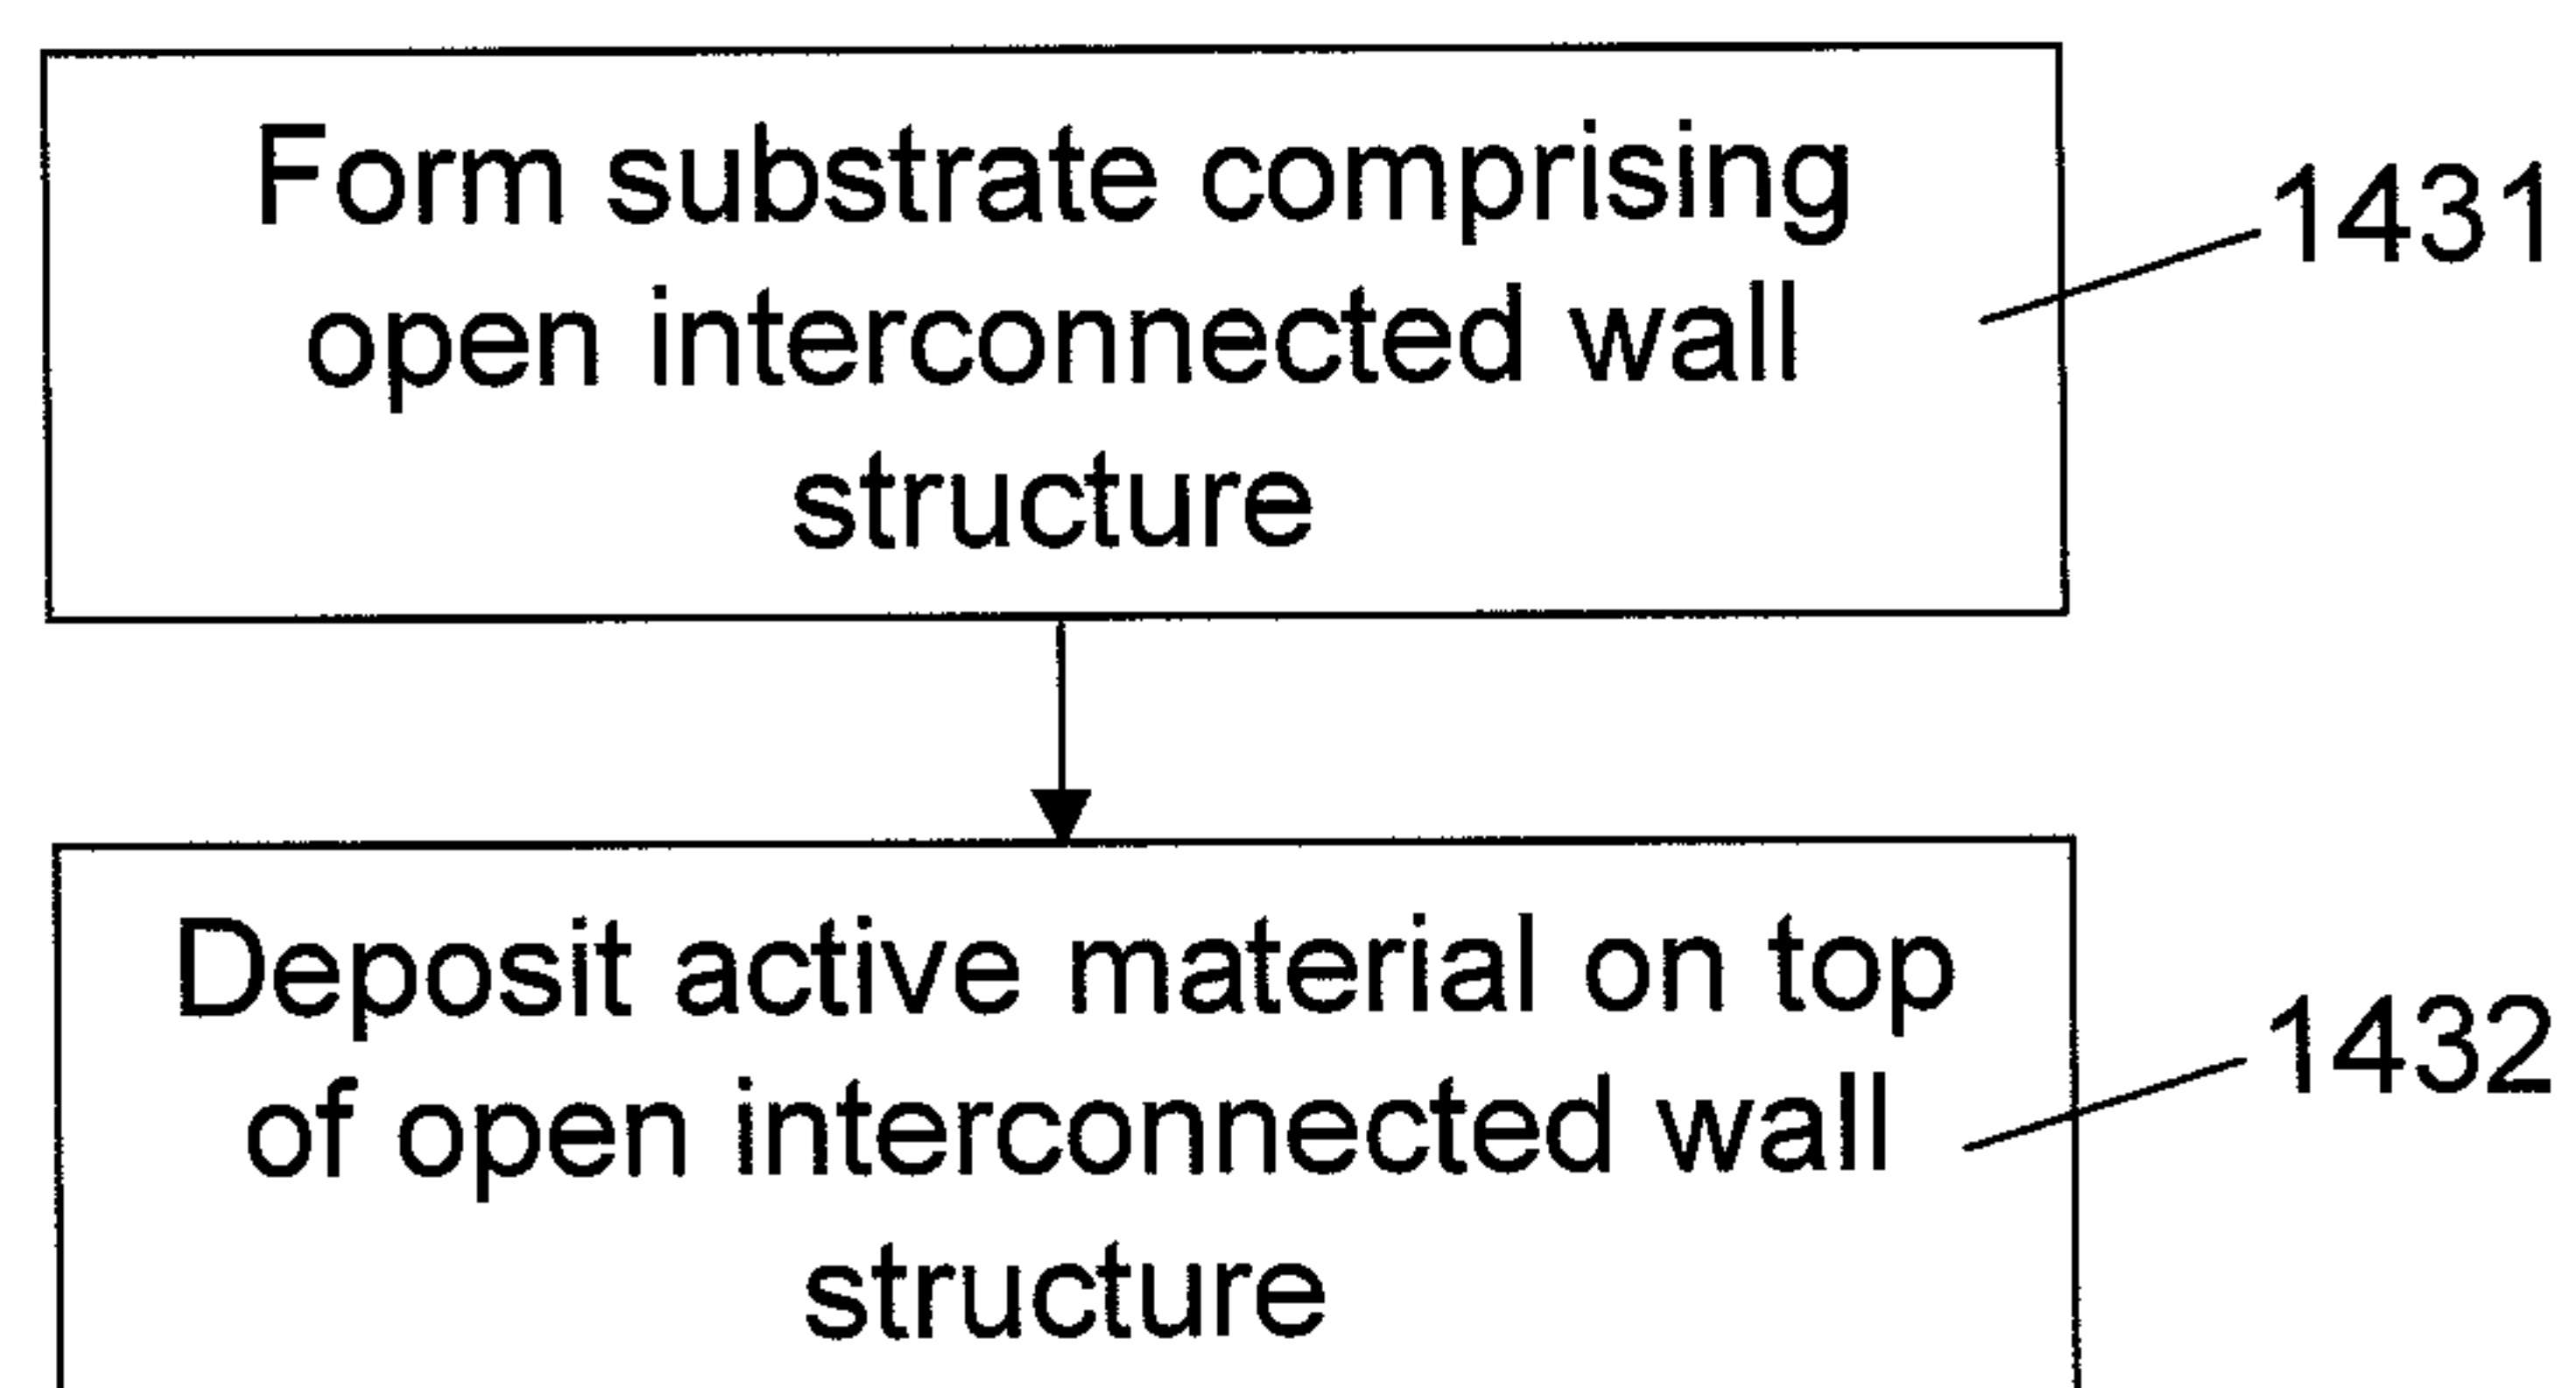 Form substrate comprising
open interconnected wall
structure
1431
Deposit active material on top
of open interconnected wall
structure
1432